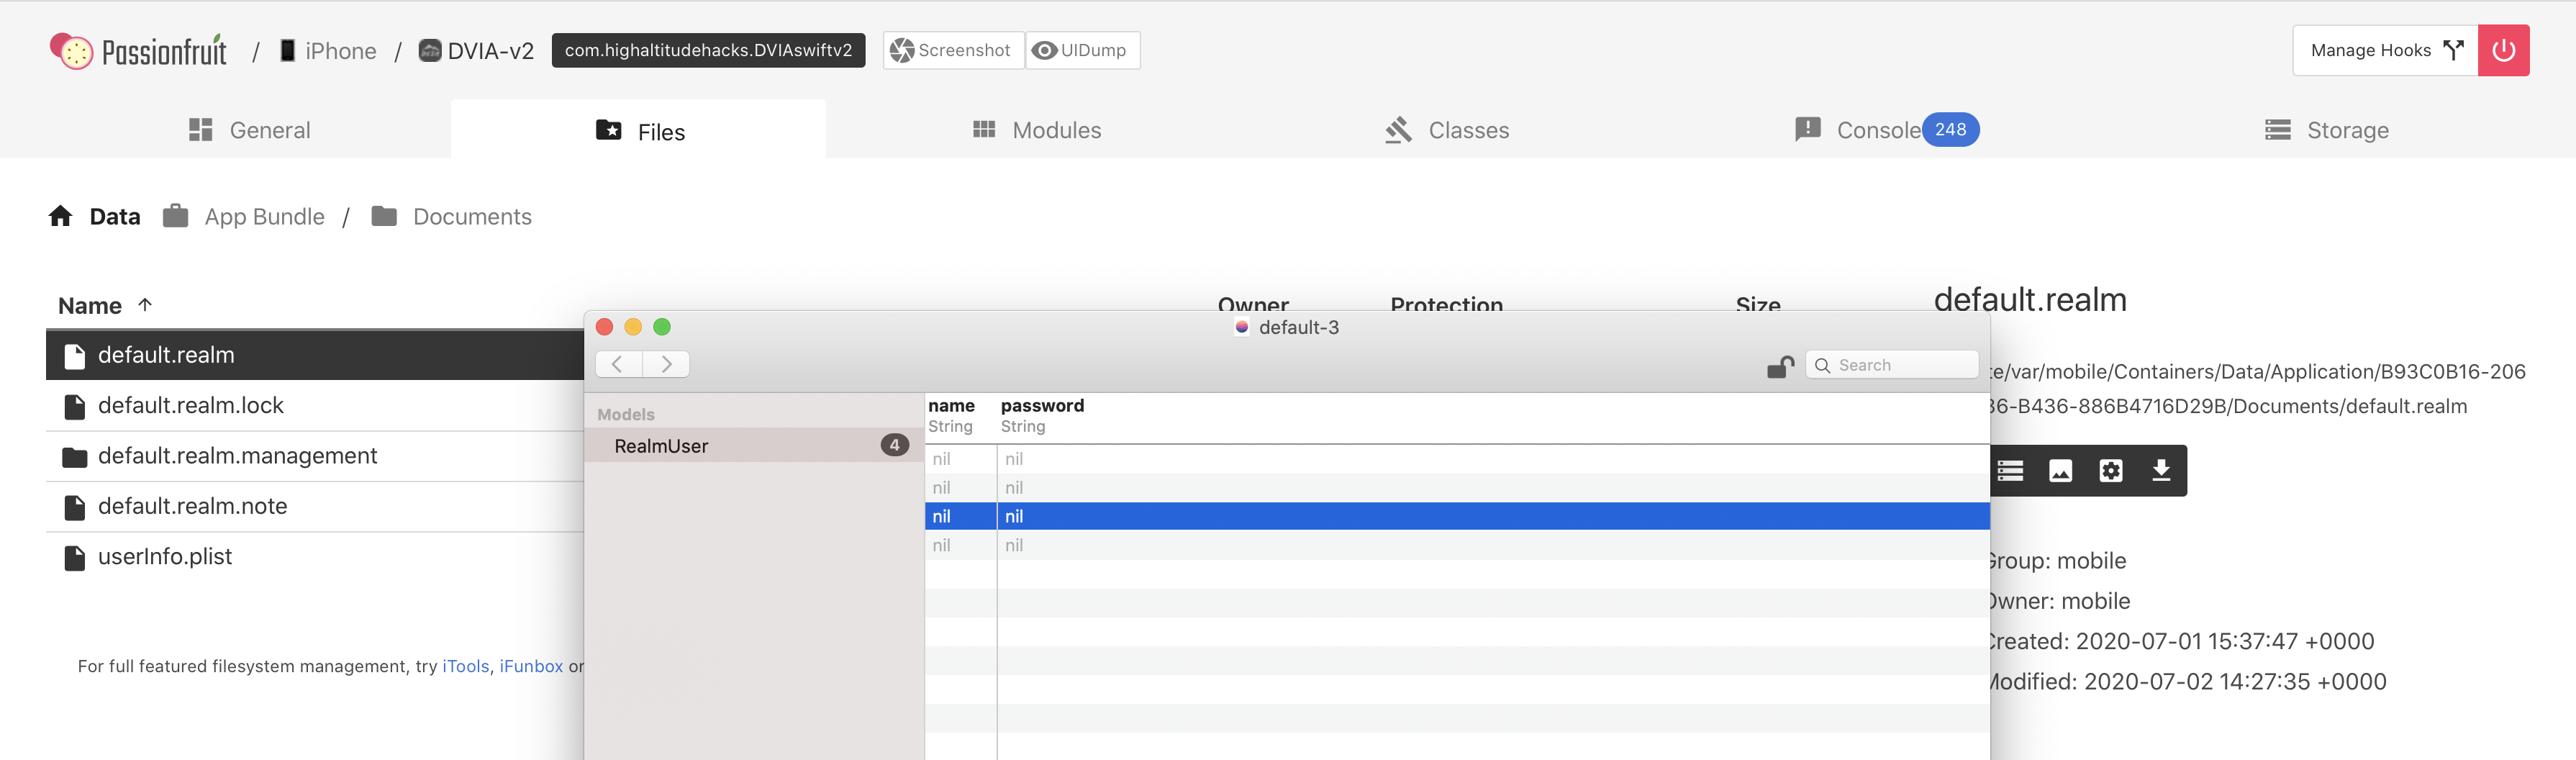 Passionfruit / iPhone / DVIA-v2 com.highaltitudehacks.DVIAswiftv2 Screenshot UIDump Manage Hooks
General Files Modules Classes Console 248 Storage
Data App Bundle / Documents
Name ↑ Owner Protection Size
default.realm
default.realm.lock
default.realm.management
default.realm.note
userInfo.plist
For full featured filesystem management, try iTools, iFunbox or
default-3
Search
Models
RealmUser 4
name password
String String
nil nil
nil nil
nil nil
nil nil
default.realm
te/var/mobile/Containers/Data/Application/B93C0B16-206
36-B436-886B4716D29B/Documents/default.realm
Group: mobile
Owner: mobile
Created: 2020-07-01 15:37:47 +0000
Modified: 2020-07-02 14:27:35 +0000